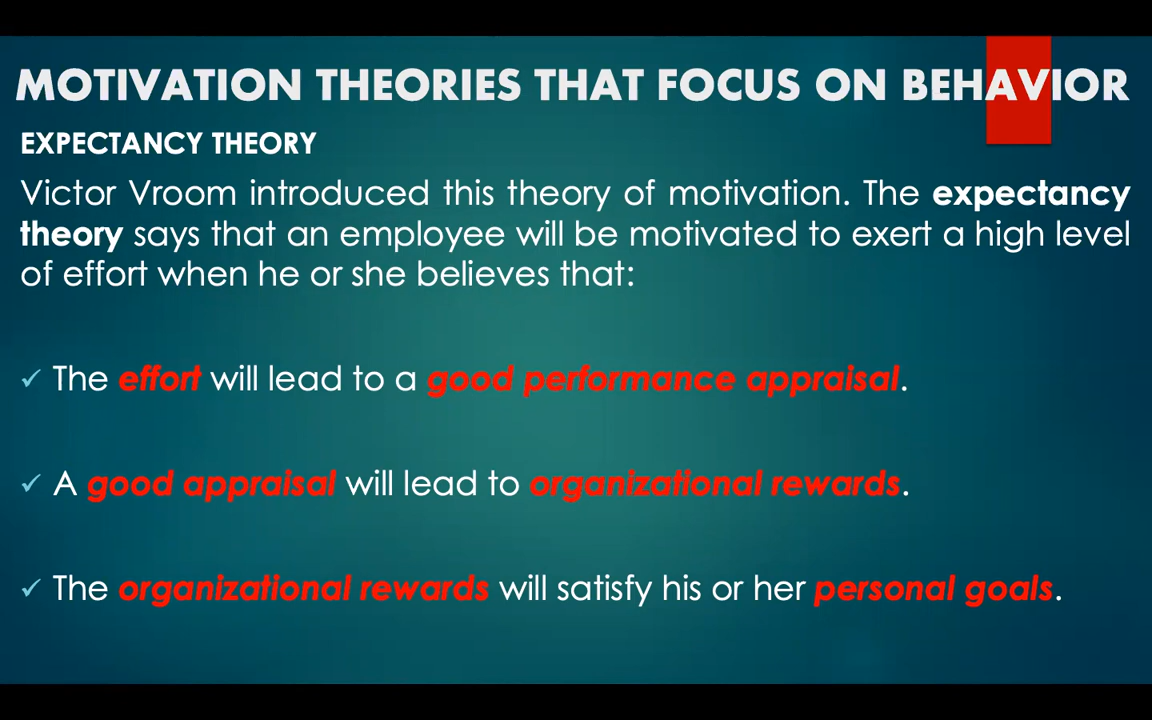 MOTIVATION THEORIES THAT FOCUS ON BEHAVIOR
EXPECTANCY THEORY
Victor Vroom introduced this theory of motivation. The expectancy
theory says that an employee will be motivated to exert a high level
of effort when he or she believes that:
✓ The effort will lead to a good performance appraisal.
✓ A good appraisal will lead to organizational rewards.
✓ The organizational rewards will satisfy his or her personal goals.